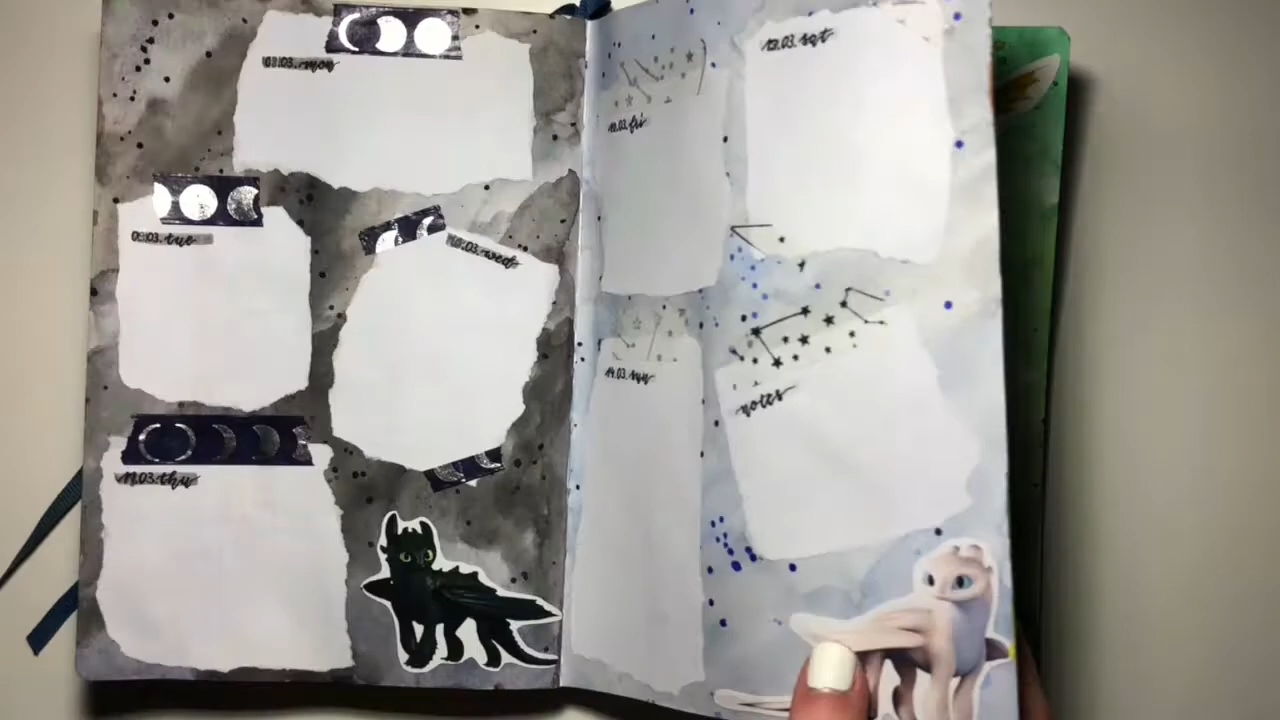 08.03. mon
09.03. tue
10.03. wed
11.03. thu
12.03. fri
13.03. sat
14.03. sun
notes